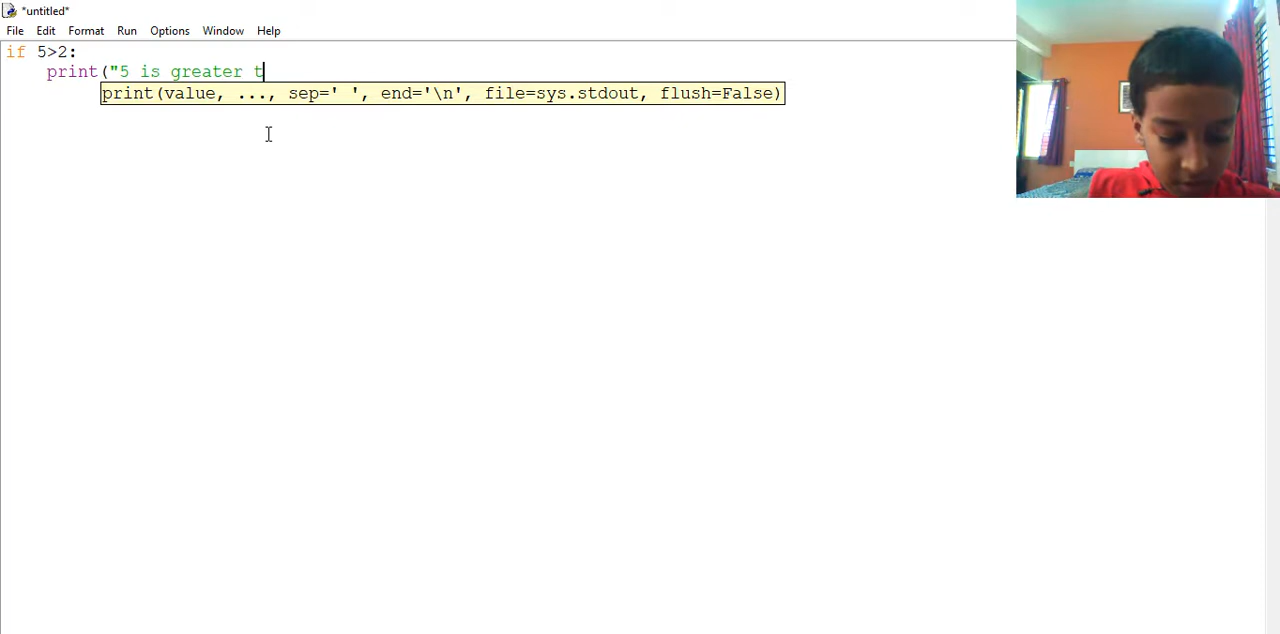 *untitled*
File Edit Format Run Options Window Help
if 5>2:
print("5 is greater t
print(value, ..., sep=' ', end='\n', file=sys.stdout, flush=False)